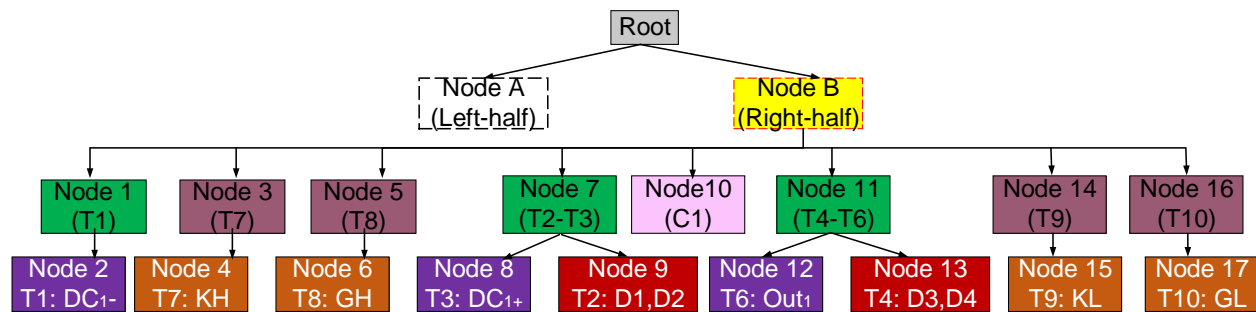 Root
Node A
(Left-half)
Node B
(Right-half)
Node 1
(T1)
Node 3
(T7)
Node 5
(T8)
Node 7
(T2-T3)
Node10
(C1)
Node 11
(T4-T6)
Node 14
(T9)
Node 16
(T10)
Node 2
T1: DC1-
Node 4
T7: KH
Node 6
T8: GH
Node 8
T3: DC1+
Node 9
T2: D1,D2
Node 12
T6: Out1
Node 13
T4: D3,D4
Node 15
T9: KL
Node 17
T10: GL